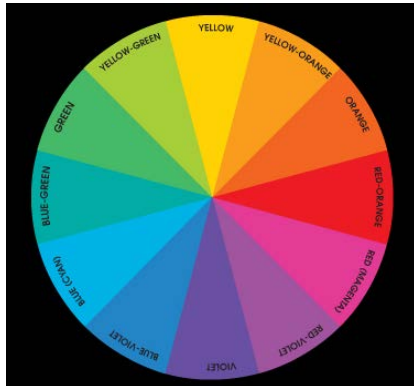 YELLOW
YELLOW-ORANGE
ORANGE
RED-ORANGE
RED (MAGENTA)
RED-VIOLET
VIOLET
BLUE-VIOLET
BLUE (CYAN)
BLUE-GREEN
GREEN
YELLOW-GREEN